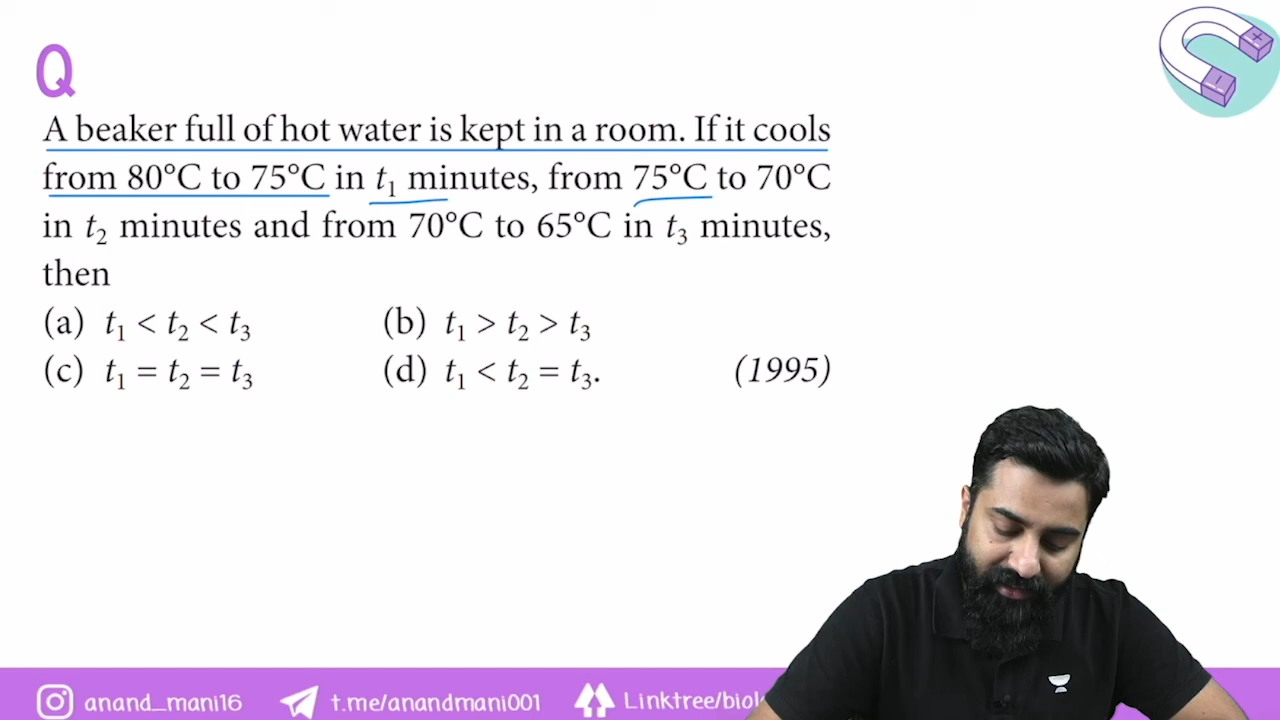 Q
A beaker full of hot water is kept in a room. If it cools
from 80°C to 75°C in t₁ minutes, from 75°C to 70°C
in t₂ minutes and from 70°C to 65°C in t₃ minutes,
then
(a) t₁ < t₂ < t₃ (b) t₁ > t₂ > t₃
(c) t₁ = t₂ = t₃ (d) t₁ < t₂ = t₃. (1995)
anand_mani16 t.me/anandmani001 Linktree/biol